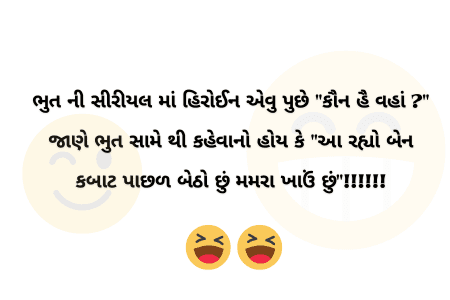 ભુત ની સીરીયલ માં હિરોઈન એવુ પુછે "કૌન હૈ વહાં ?"
જાણે ભુત સામે થી કહેવાનો હોય કે "આ રહ્યો બેન
કબાટ પાછળ બેઠો છું મમરા ખાઉં છું"!!!!!!